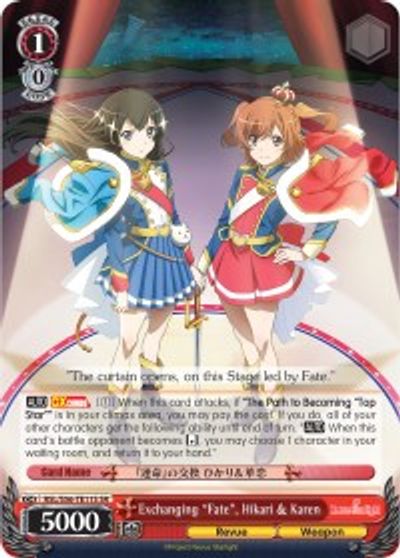 1
0
"The curtain opens, on this Stage led by Fate."
[(1)] When this card attacks, if "The Path to Becoming "Top
Star"" is in your climax area, you may pay the cost. If you do, all of your
other characters get the following ability until end of turn. "When this
card's battle opponent becomes, you may choose a character in your
waiting room, and return it to your hand."
Card Name
「運命」の交換 ひかり&華恋
5000
Exchanging "Fate", Hikari & Karen
Revue
Weapon
©Project Revue Starlight